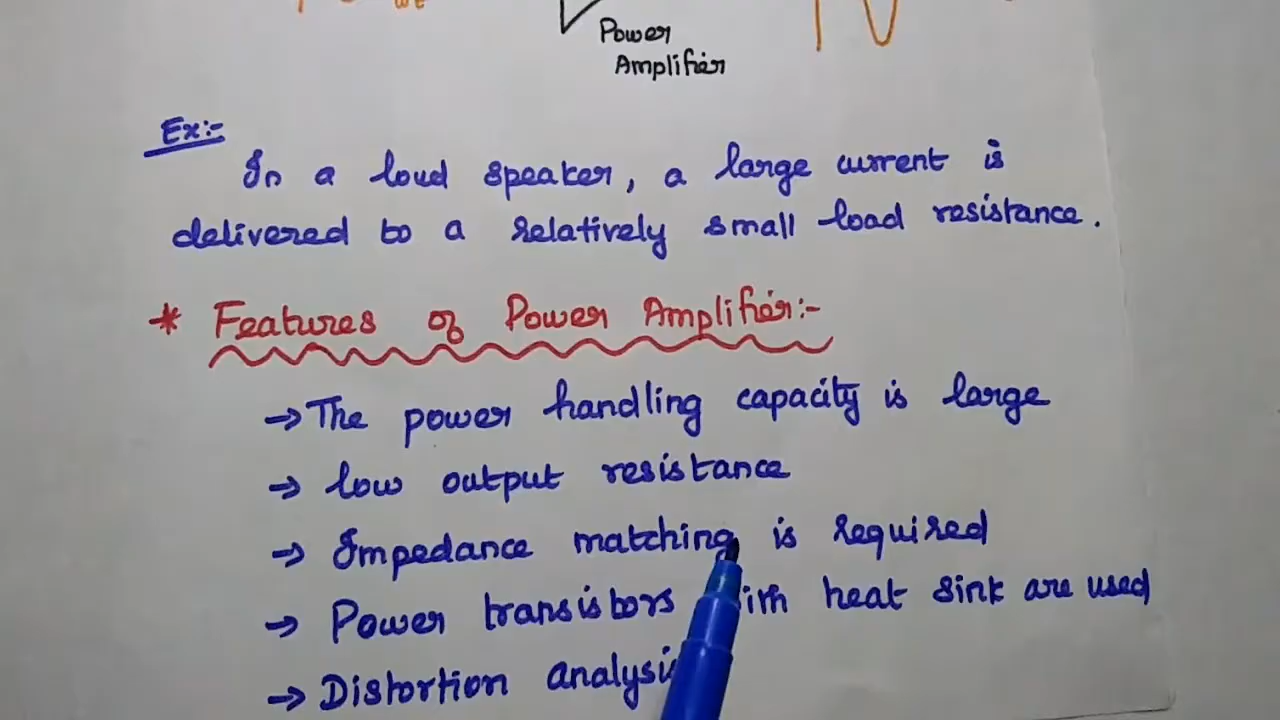 Power
Amplifier
Ex:-
In a loud speaker, a large current is
delivered to a relatively small load resistance.
* Features of Power Amplifier:-
→ The power handling capacity is large
→ low output resistance
→ Impedance matching is required
→ Power transistors with heat sink are used
→ Distortion analysis